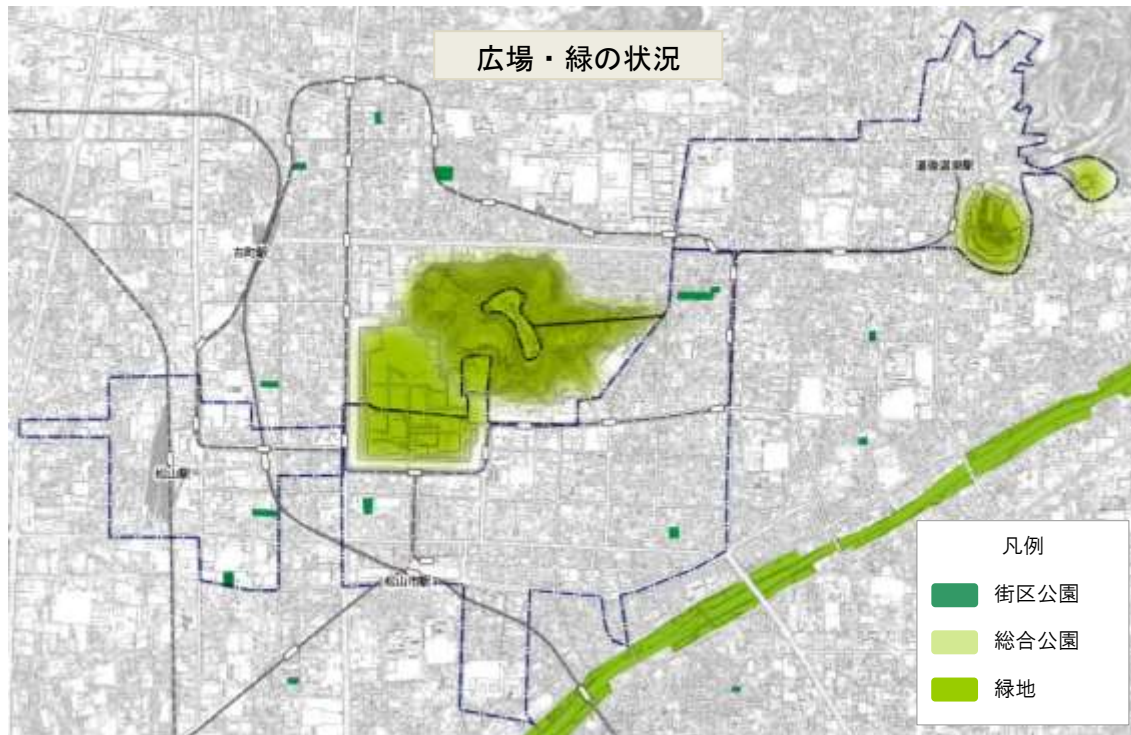 広場・緑の状況
道後温泉駅
古町駅
松山駅
松山市駅
凡例
街区公園
総合公園
緑地